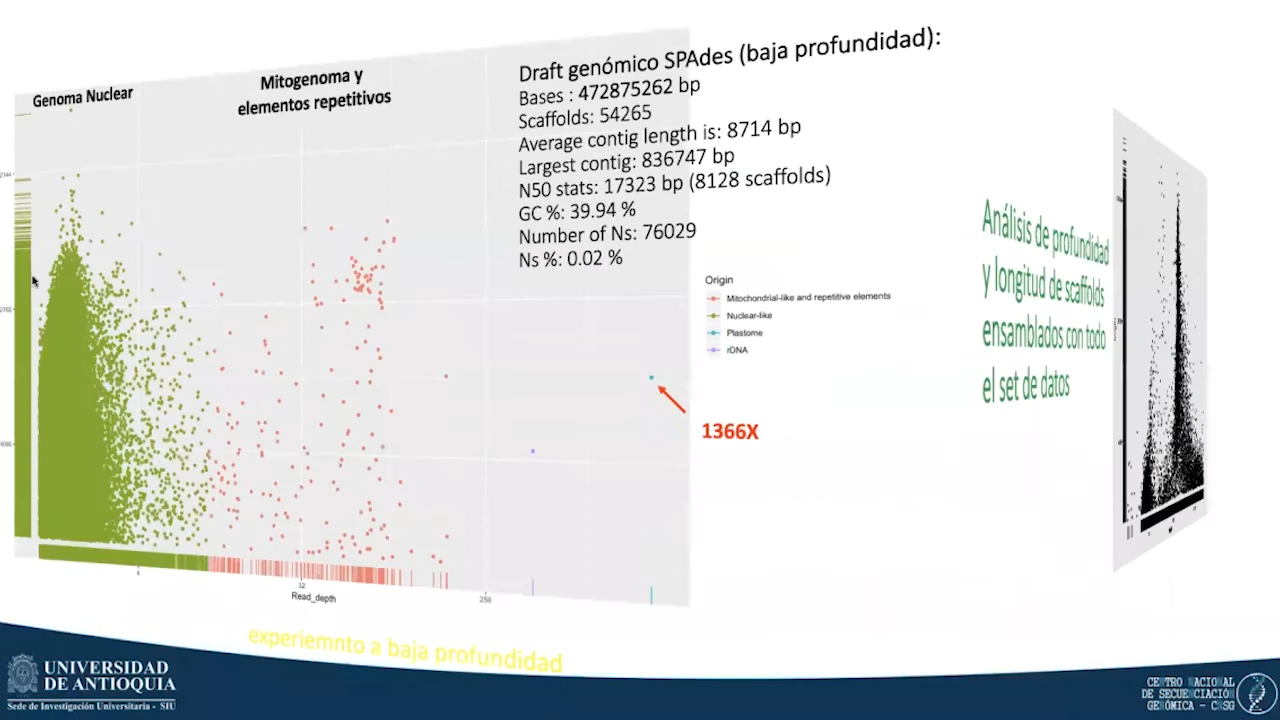 Genoma Nuclear
Mitogenoma y
elementos repetitivos
Draft genómico SPAdes (baja profundidad):
Bases : 472875262 bp
Scaffolds: 54265
Average contig length is: 8714 bp
Largest contig: 836747 bp
N50 stats: 17323 bp (8128 scaffolds)
GC %: 39.94 %
Number of Ns: 76029
Ns %: 0.02 %
Origin
Mitochondrial-like and repetitive elements
Nuclear-like
Plastome
rDNA
1366X
Análisis de profundidad
y longitud de scaffolds
ensamblados con todo
el set de datos
4
32
256
Read_depth
experiemnto a baja profundidad
UNIVERSIDAD
DE ANTIOQUIA
Sede de Investigación Universitaria - SIU
CENTRO NACIONAL
DE SECUENCIACIÓN
GENÓMICA - CNSG